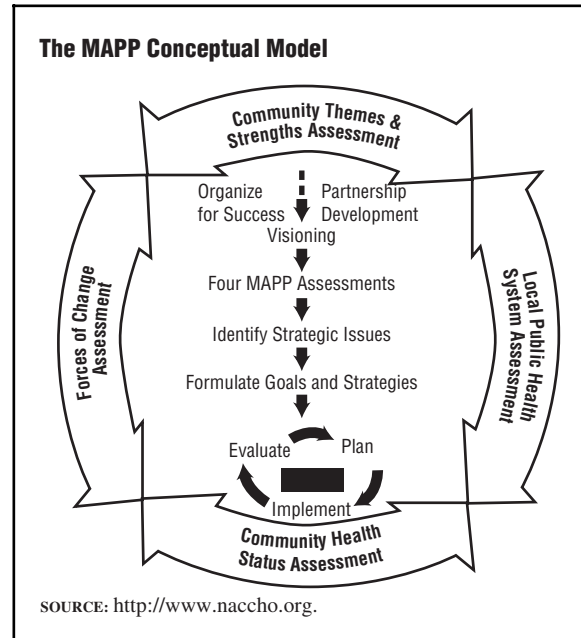 The MAPP Conceptual Model
Community Themes &
Strengths Assessment
Organize
for Success
Partnership
Development
Visioning
Four MAPP Assessments
Identify Strategic Issues
Formulate Goals and Strategies
Evaluate
Plan
Implement
Forces of Change
Assessment
Local Public Health
System Assessment
Community Health
Status Assessment
SOURCE: http://www.naccho.org.